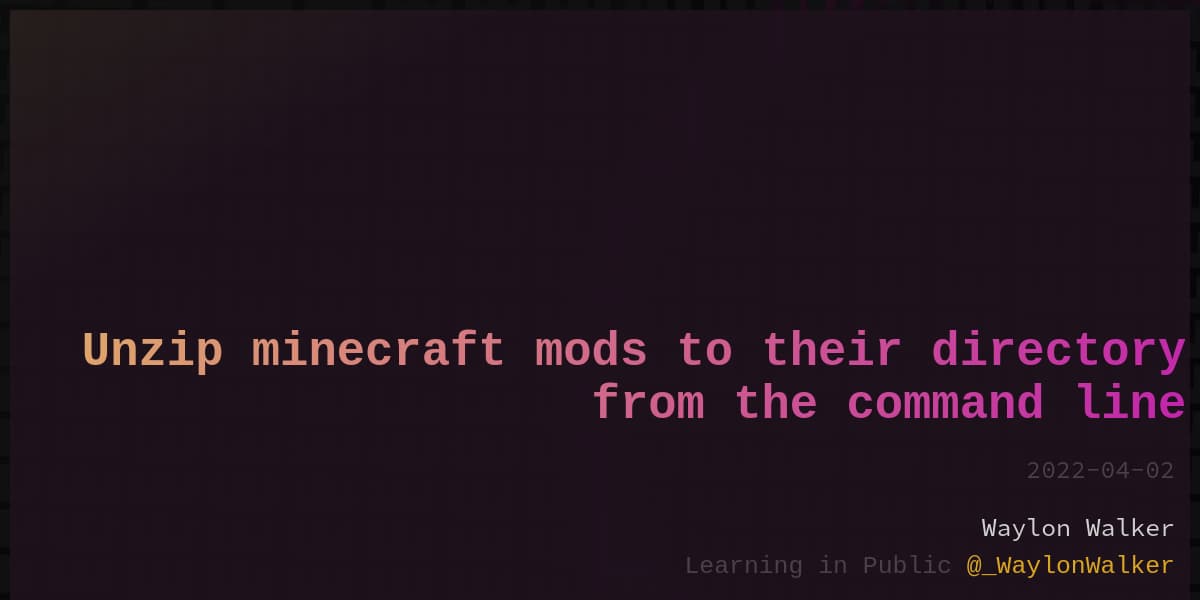 Unzip minecraft mods to their directory
from the command line
2022-04-02
Waylon Walker
Learning in Public @_WaylonWalker